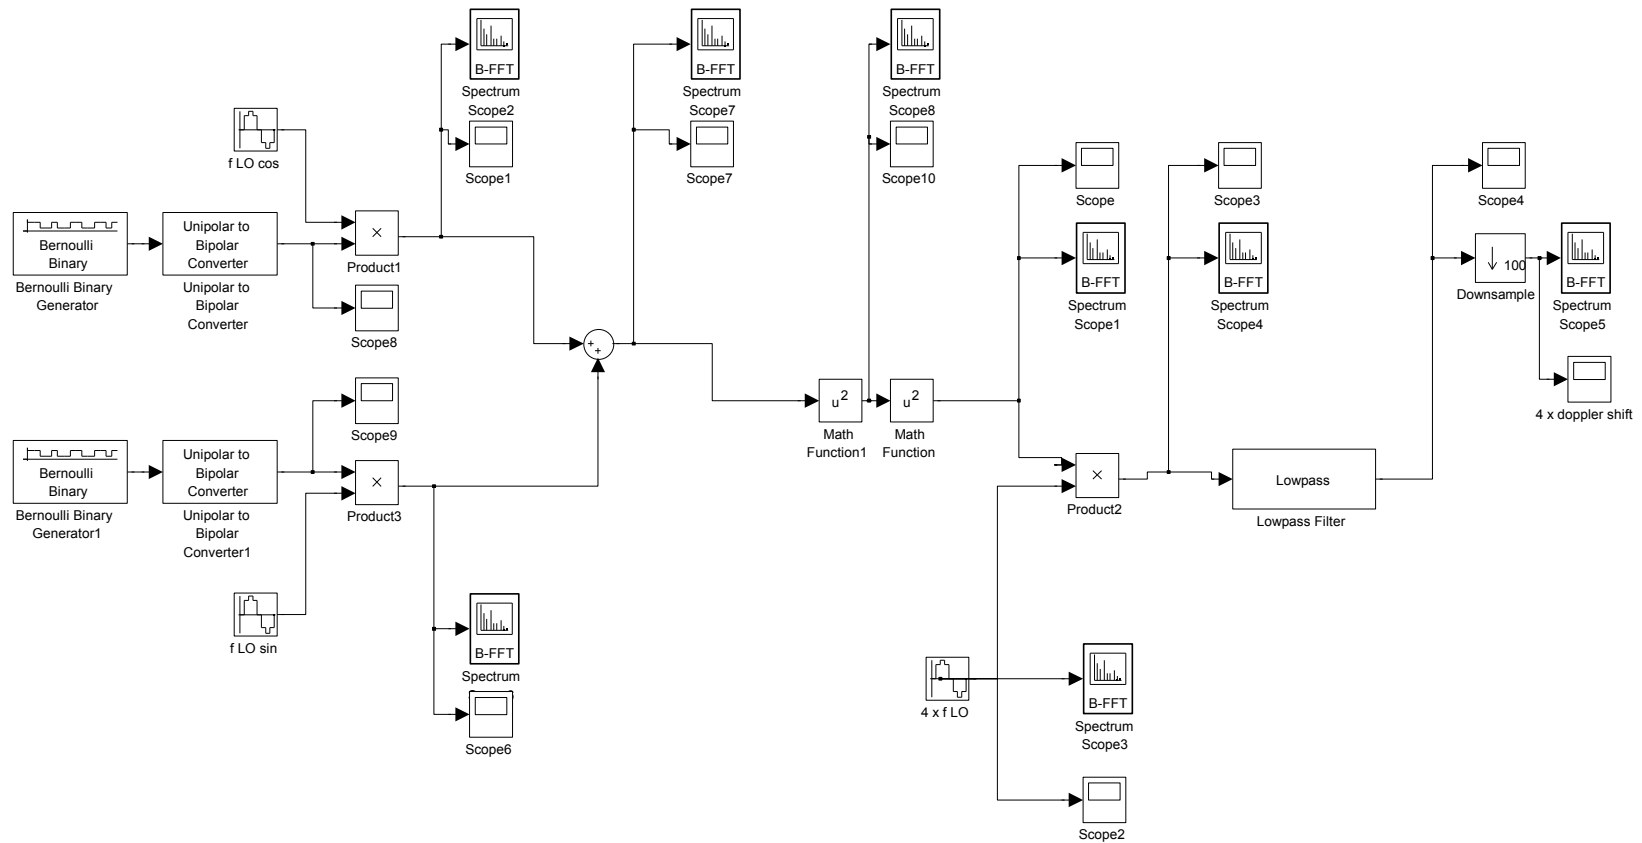 B-FFT
Spectrum
Scope2
Scope1
f LO cos
Bernoulli
Binary
Bernoulli Binary
Generator
Unipolar to
Bipolar
Converter
Unipolar to
Bipolar
Converter
×
Product1
Scope8
Scope9
Bernoulli
Binary
Bernoulli Binary
Generator1
Unipolar to
Bipolar
Converter
Unipolar to
Bipolar
Converter1
×
Product3
f LO sin
B-FFT
Spectrum
Scope6
+
+
B-FFT
Spectrum
Scope7
Scope7
B-FFT
Spectrum
Scope8
Scope10
u2
Math
Function1
u2
Math
Function
Scope
B-FFT
Spectrum
Scope1
Scope3
B-FFT
Spectrum
Scope4
×
Product2
Lowpass
Lowpass Filter
Scope4
100
Downsample
B-FFT
Spectrum
Scope5
4 x doppler shift
4 x f LO
B-FFT
Spectrum
Scope3
Scope2